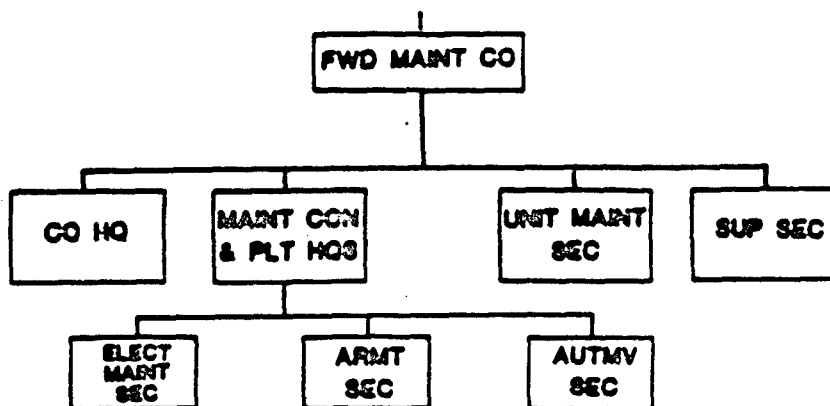 FWD MAINT CO
CO HQ
MAINT CON
& PLT HQS
UNIT MAINT
SEC
SUP SEC
ELECT
MAINT
SEC
ARMT
SEC
AUTMV
SEC